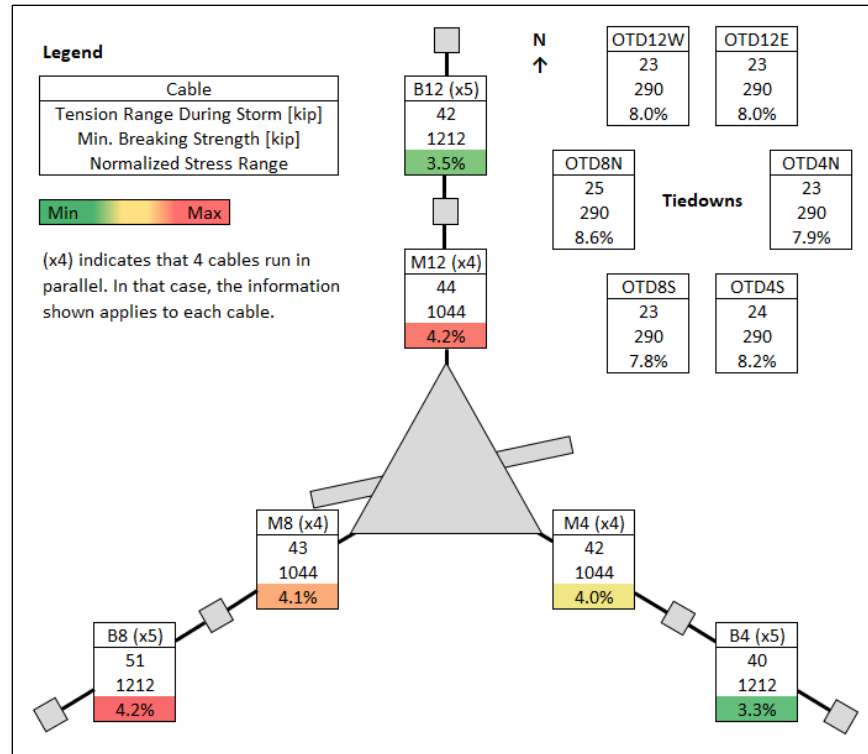 Legend
Cable
Tension Range During Storm [kip]
Min. Breaking Strength [kip]
Normalized Stress Range
Min Max
(x4) indicates that 4 cables run in
parallel. In that case, the information
shown applies to each cable.
B12 (x5)
42
1212
3.5%
M12 (x4)
44
1044
4.2%
N
↑
OTD12W
23
290
8.0%
OTD12E
23
290
8.0%
OTD8N
25
290
8.6%
Tiedowns
OTD4N
23
290
7.9%
OTD8S
23
290
7.8%
OTD4S
24
290
8.2%
M8 (x4)
43
1044
4.1%
M4 (x4)
42
1044
4.0%
B8 (x5)
51
1212
4.2%
B4 (x5)
40
1212
3.3%